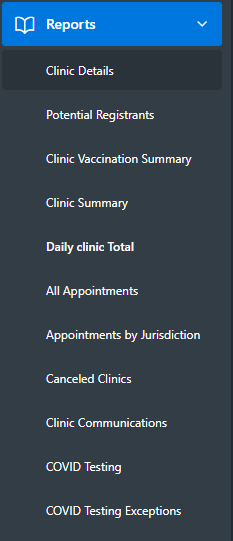 Reports
Clinic Details
Potential Registrants
Clinic Vaccination Summary
Clinic Summary
Daily clinic Total
All Appointments
Appointments by Jurisdiction
Canceled Clinics
Clinic Communications
COVID Testing
COVID Testing Exceptions